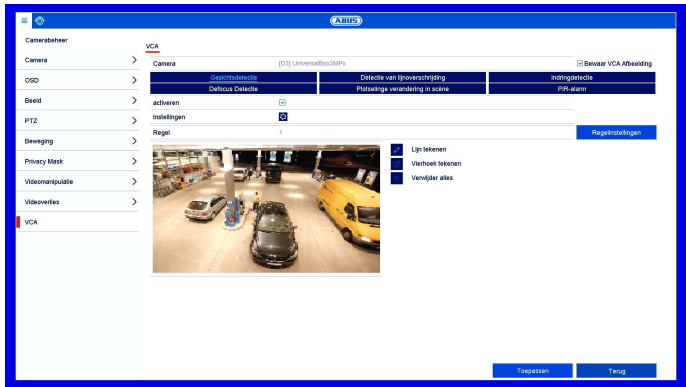 ABUS
Camerabeheer
VCA
Camera
Camera [D3] UniversalBox3MPx Bewaar VCA Afbeelding
OSD
Gezichtsdetectie Detectie van lijnoverschrijding Indringdetectie
Defocus Detectie Plotselinge verandering in scène PIR-alarm
Beeld
activeren
PTZ
Instellingen
Regel 1 Regelinstellingen
Beweging
Lijn tekenen
Privacy Mask
Vierhoek tekenen
Videomanipulatie
Verwijder alles
Videoverlies
VCA
Toepassen Terug